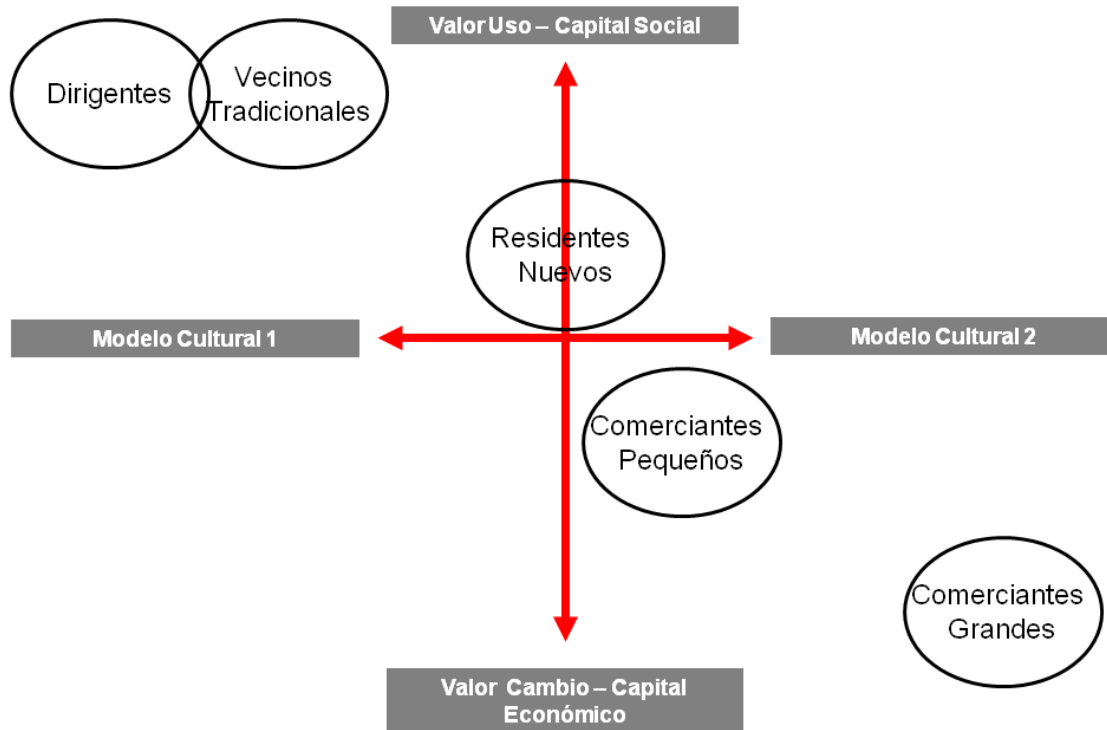 Valor Uso – Capital Social
Dirigentes
Vecinos
Tradicionales
Residentes
Nuevos
Modelo Cultural 1
Modelo Cultural 2
Comerciantes
Pequeños
Comerciantes
Grandes
Valor Cambio – Capital
Económico